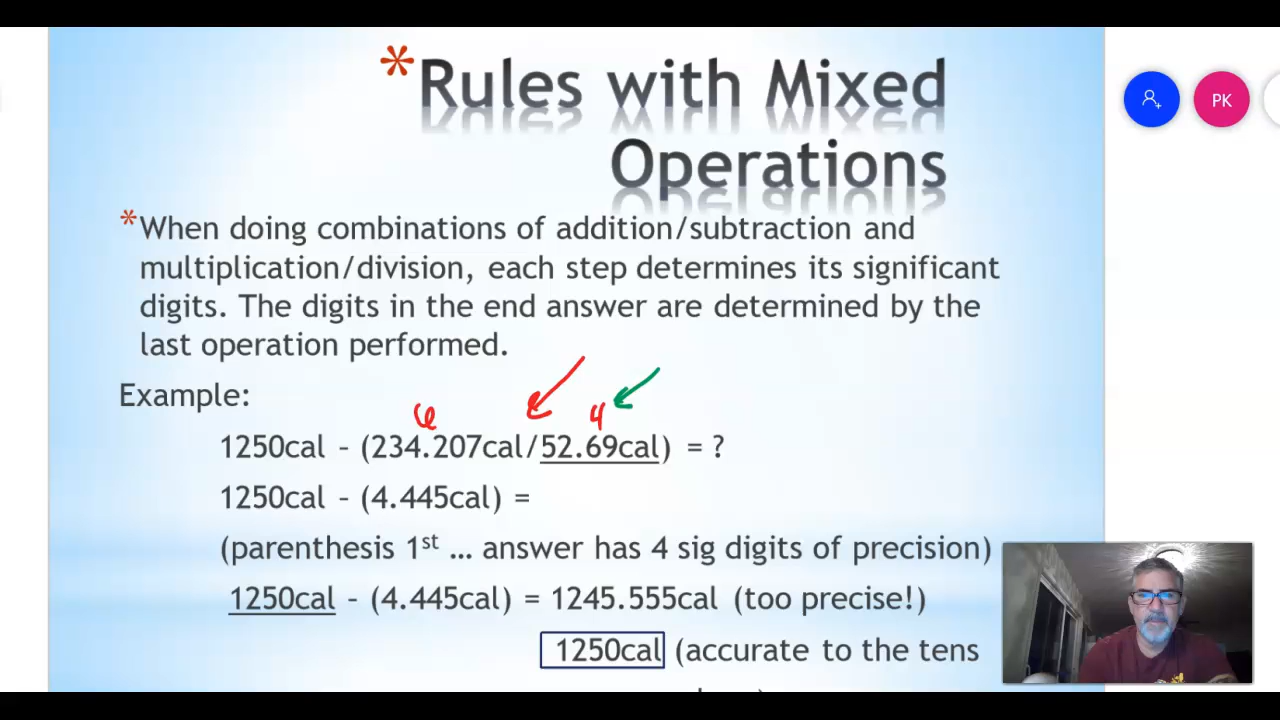 *Rules with Mixed
Operations
PK
*When doing combinations of addition/subtraction and
multiplication/division, each step determines its significant
digits. The digits in the end answer are determined by the
last operation performed.
Example:
6 4
1250cal – (234.207cal/52.69cal) = ?
1250cal – (4.445cal) =
(parenthesis 1st … answer has 4 sig digits of precision)
1250cal – (4.445cal) = 1245.555cal (too precise!)
1250cal (accurate to the tens